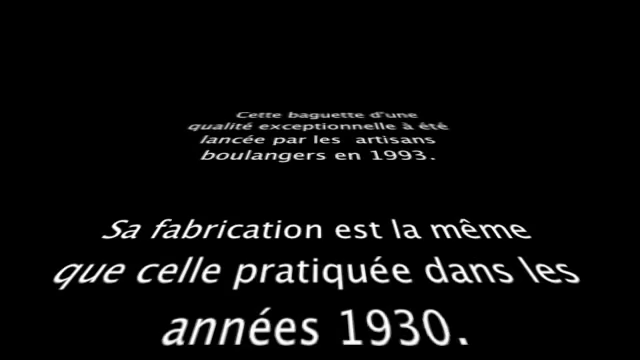 Cette baguette d'une
qualité exceptionnelle à été
lancée par les artisans
boulangers en 1993.
Sa fabrication est la même
que celle pratiquée dans les
années 1930.